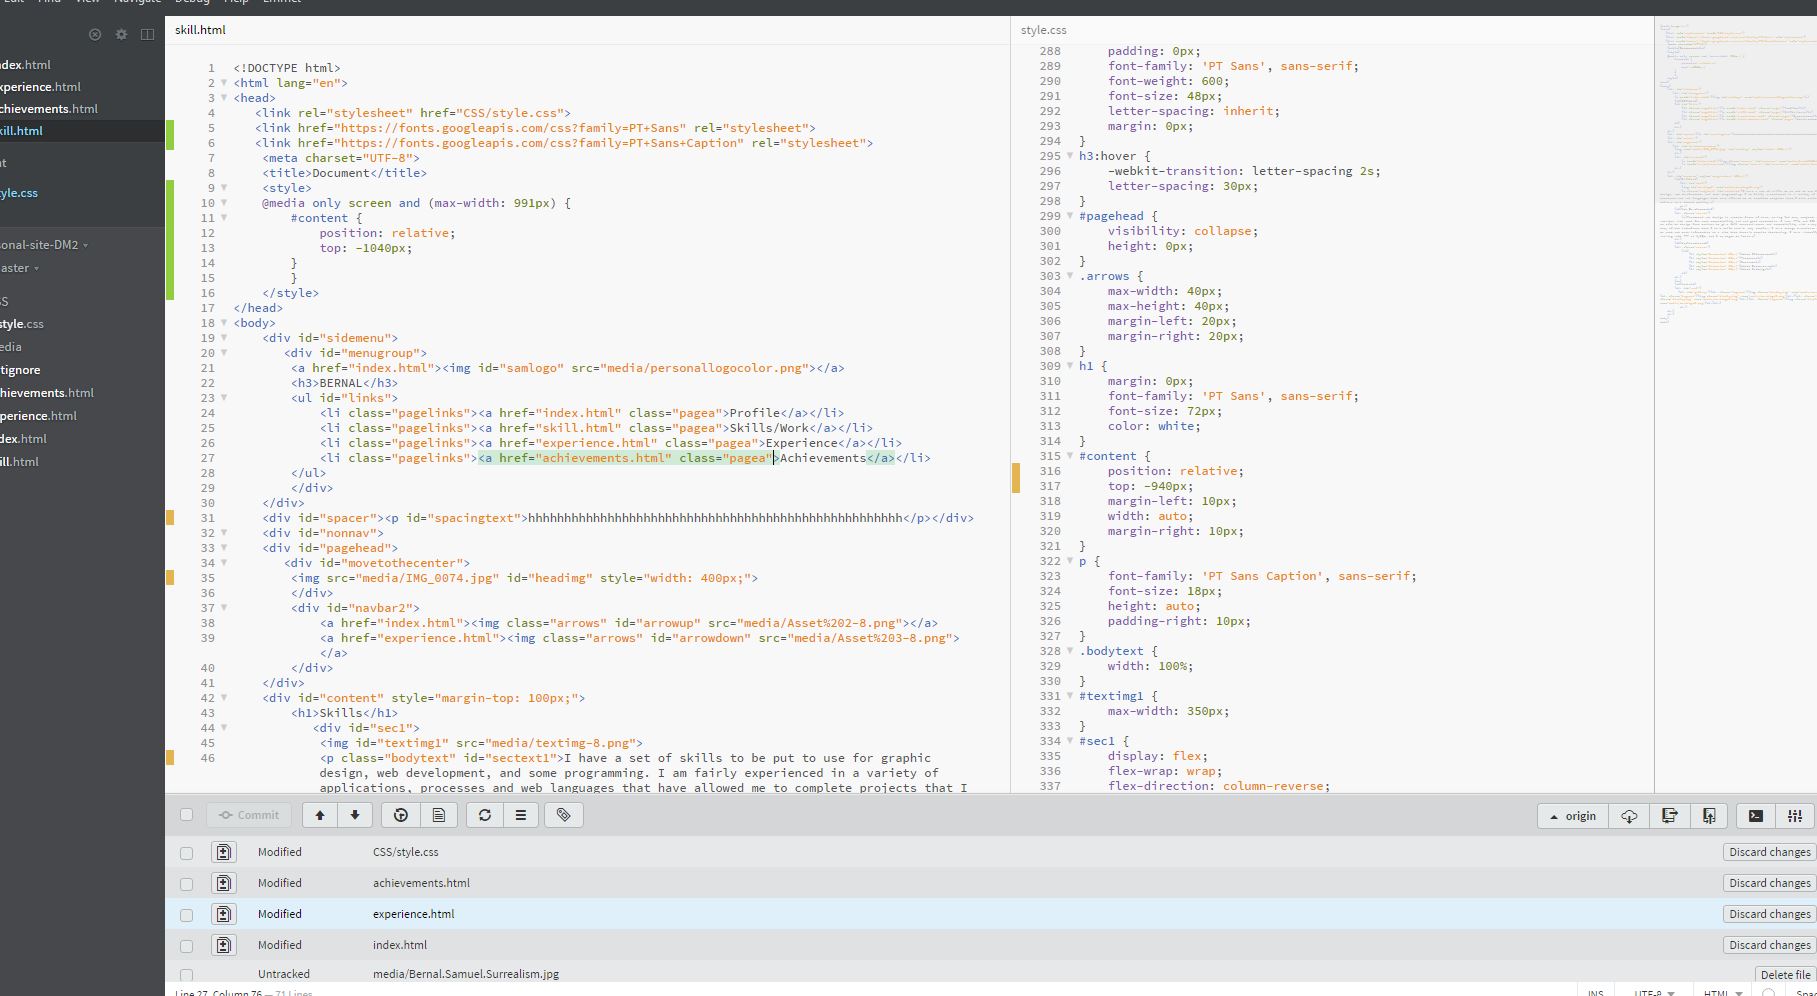 Edit Find View Navigate Debug Help Emmet
ndex.html
xperience.html
chievements.html
kill.html
nt
tyle.css
sonal-site-DM2
aster
SS
style.css
edia
tignore
hievements.html
perience.html
dex.html
ill.html
skill.html
1 <!DOCTYPE html>
2 <html lang="en">
3 <head>
4 <link rel="stylesheet" href="CSS/style.css">
5 <link href="https://fonts.googleapis.com/css?family=PT+Sans" rel="stylesheet">
6 <link href="https://fonts.googleapis.com/css?family=PT+Sans+Caption" rel="stylesheet">
7 <meta charset="UTF-8">
8 <title>Document</title>
9 <style>
10 @media only screen and (max-width: 991px) {
11 #content {
12 position: relative;
13 top: -1040px;
14 }
15 }
16 </style>
17 </head>
18 <body>
19 <div id="sidemenu">
20 <div id="menugroup">
21 <a href="index.html"><img id="samlogo" src="media/personallogocolor.png"></a>
22 <h3>BERNAL</h3>
23 <ul id="links">
24 <li class="pagelinks"><a href="index.html" class="pagea">Profile</a></li>
25 <li class="pagelinks"><a href="skill.html" class="pagea">Skills/Work</a></li>
26 <li class="pagelinks"><a href="experience.html" class="pagea">Experience</a></li>
27 <li class="pagelinks"><a href="achievements.html" class="pagea">Achievements</a></li>
28 </ul>
29 </div>
30 </div>
31 <div id="spacer"><p id="spacingtext">hhhhhhhhhhhhhhhhhhhhhhhhhhhhhhhhhhhhhhhhhhhhhhhhhhhh</p></div>
32 <div id="nonnav">
33 <div id="pagehead">
34 <div id="movetothecenter">
35 <img src="media/IMG_0074.jpg" id="headimg" style="width: 400px;">
36 </div>
37 <div id="navbar2">
38 <a href="index.html"><img class="arrows" id="arrowup" src="media/Asset%202-8.png"></a>
39 <a href="experience.html"><img class="arrows" id="arrowdown" src="media/Asset%203-8.png">
</a>
40 </div>
41 </div>
42 <div id="content" style="margin-top: 100px;">
43 <h1>Skills</h1>
44 <div id="sec1">
45 <img id="textimg1" src="media/textimg-8.png">
46 <p class="bodytext" id="sectext1">I have a set of skills to be put to use for graphic
design, web development, and some programming. I am fairly experienced in a variety of
applications, processes and web languages that have allowed me to complete projects that I
style.css
288 padding: 0px;
289 font-family: 'PT Sans', sans-serif;
290 font-weight: 600;
291 font-size: 48px;
292 letter-spacing: inherit;
293 margin: 0px;
294 }
295 h3:hover {
296 -webkit-transition: letter-spacing 2s;
297 letter-spacing: 30px;
298 }
299 #pagehead {
300 visibility: collapse;
301 height: 0px;
302 }
303 .arrows {
304 max-width: 40px;
305 max-height: 40px;
306 margin-left: 20px;
307 margin-right: 20px;
308 }
309 h1 {
310 margin: 0px;
311 font-family: 'PT Sans', sans-serif;
312 font-size: 72px;
313 color: white;
314 }
315 #content {
316 position: relative;
317 top: -940px;
318 margin-left: 10px;
319 width: auto;
320 margin-right: 10px;
321 }
322 p {
323 font-family: 'PT Sans Caption', sans-serif;
324 font-size: 18px;
325 height: auto;
326 padding-right: 10px;
327 }
328 .bodytext {
329 width: 100%;
330 }
331 #textimg1 {
332 max-width: 350px;
333 }
334 #sec1 {
335 display: flex;
336 flex-wrap: wrap;
337 flex-direction: column-reverse;
Commit
origin
Modified CSS/style.css Discard changes
Modified achievements.html Discard changes
Modified experience.html Discard changes
Modified index.html Discard changes
Untracked media/Bernal.Samuel.Surrealism.jpg Delete file
Line 27, Column 76 — 71 Lines
INS UTF-8 HTML Spac